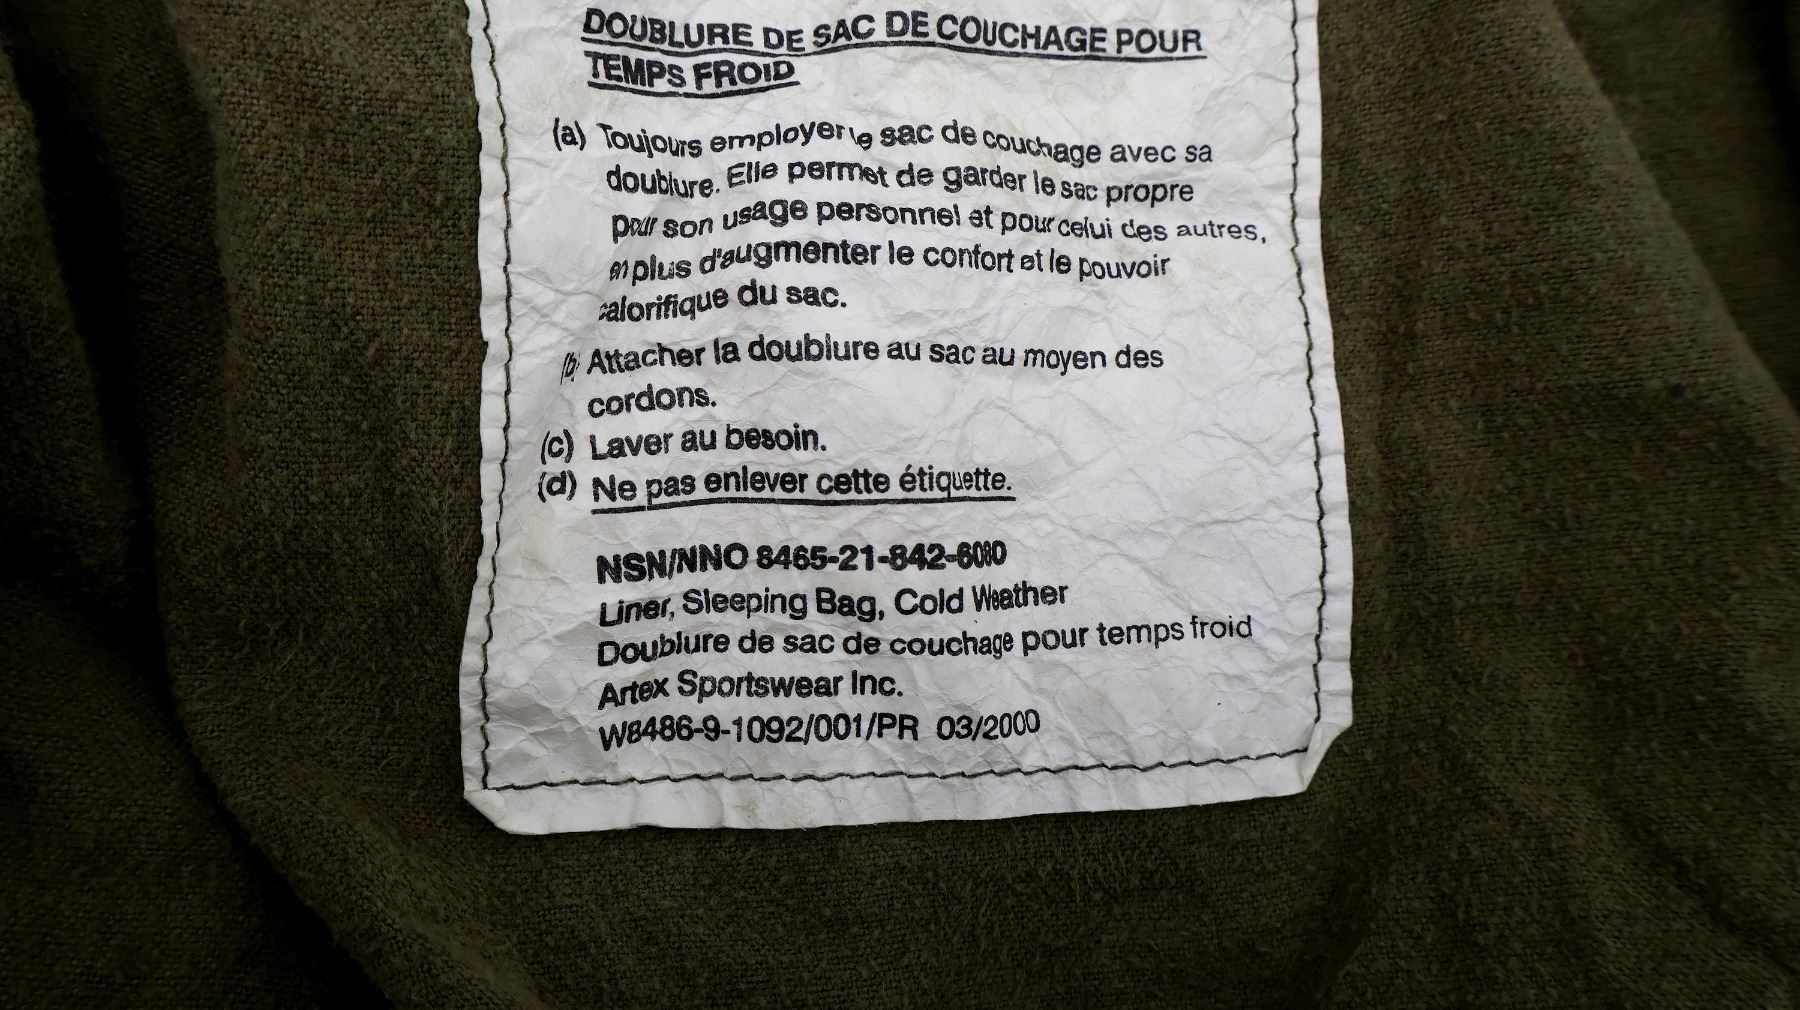 DOUBLURE DE SAC DE COUCHAGE POUR
TEMPS FROID
(a) Toujours employer le sac de couchage avec sa
doublure. Elle permet de garder le sac propre
pour son usage personnel et pour celui des autres,
en plus d'augmenter le confort et le pouvoir
calorifique du sac.
(b) Attacher la doublure au sac au moyen des
cordons.
(c) Laver au besoin.
(d) Ne pas enlever cette étiquette.
NSN/NNO 8465-21-842-6080
Liner, Sleeping Bag, Cold Weather
Doublure de sac de couchage pour temps froid
Artex Sportswear Inc.
W8486-9-1092/001/PR 03/2000